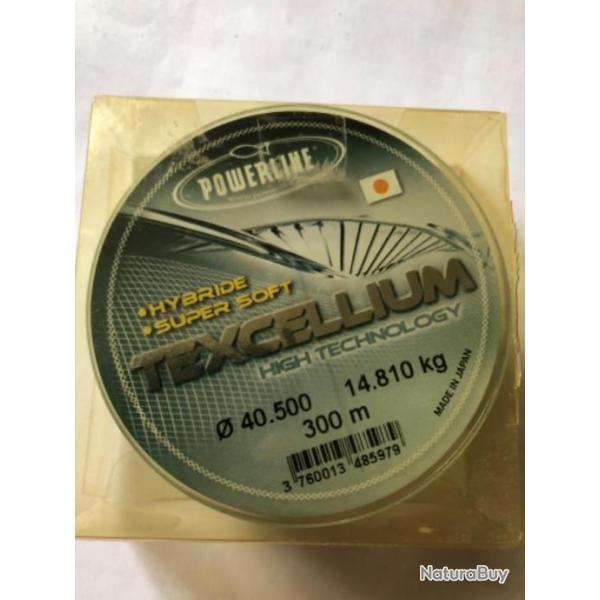 POWERLINE
• HYBRIDE
• SUPER SOFT
TEXCELLIUM
HIGH TECHNOLOGY
Ø 40.500 14.810 kg
300 m
MADE IN JAPAN
3 760013 485979
NaturaBuy